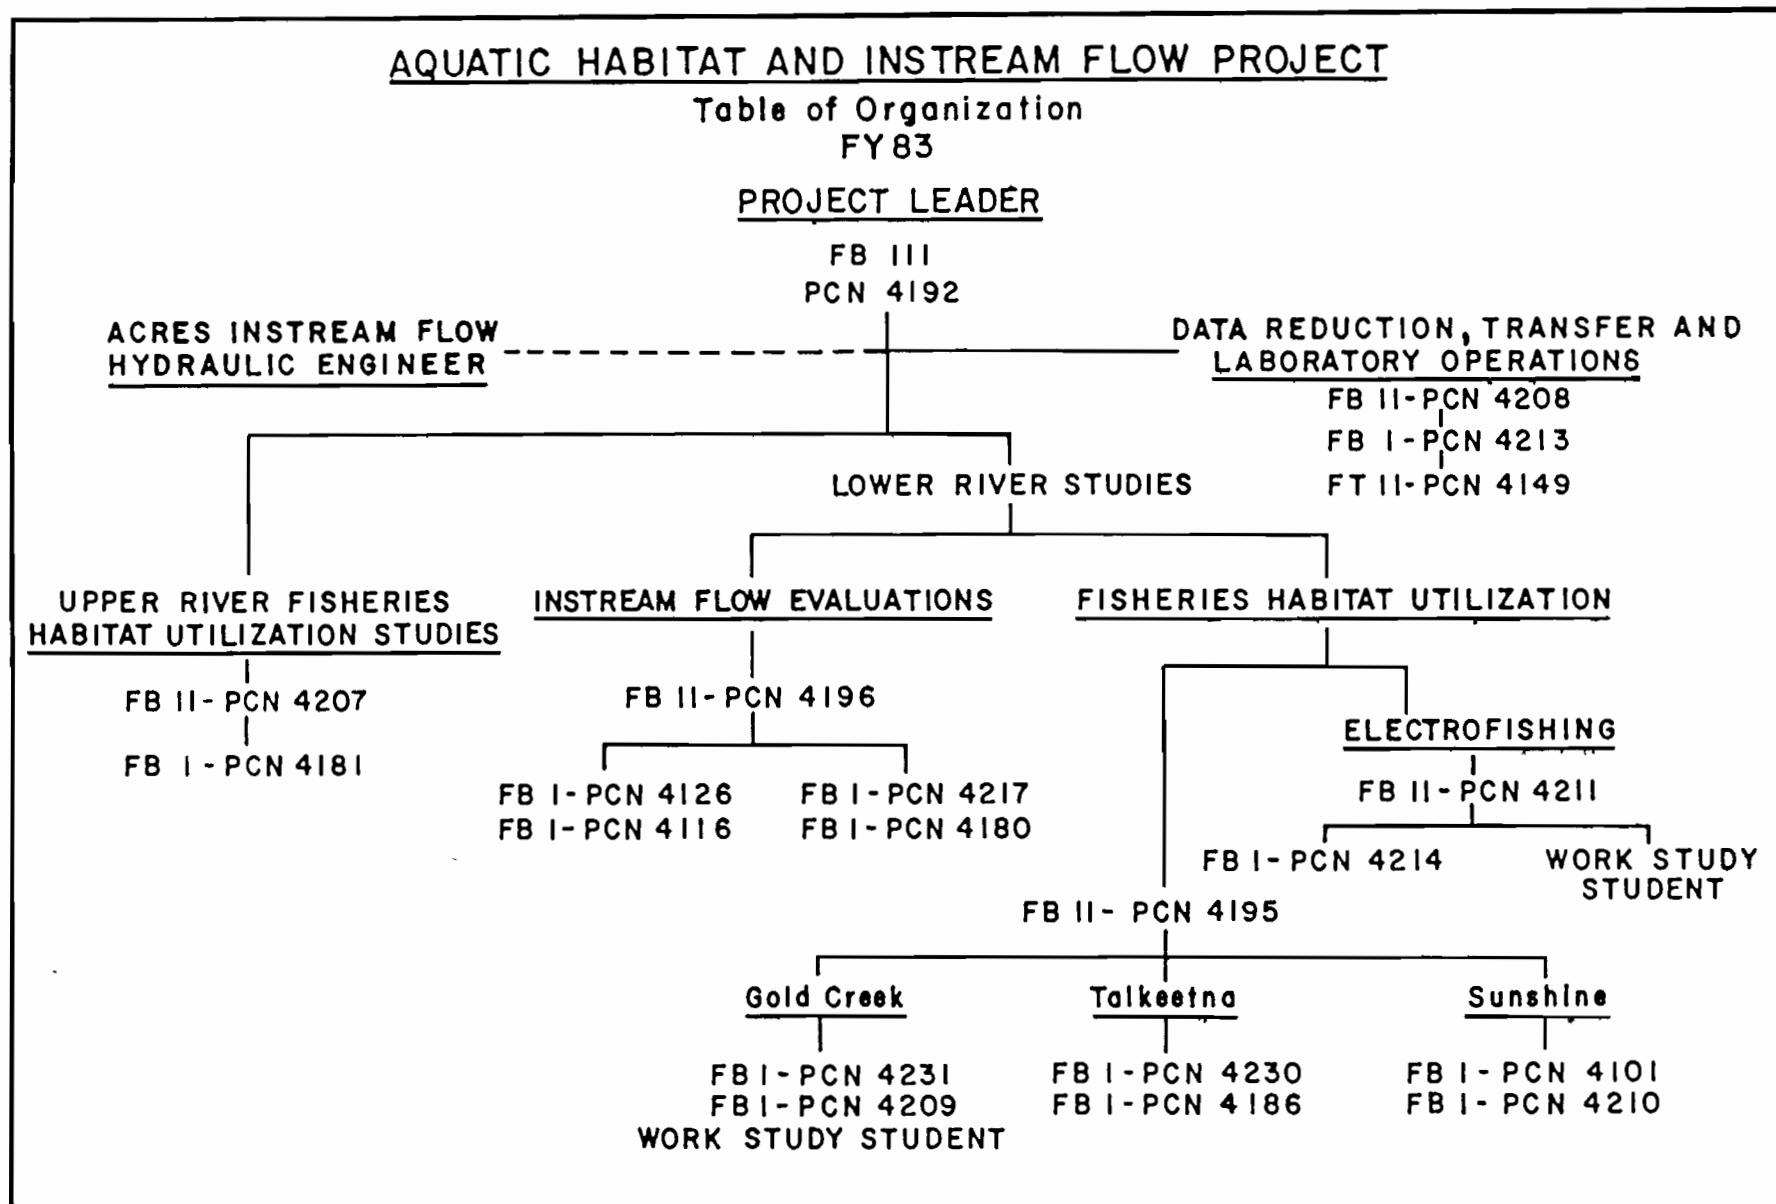 AQUATIC HABITAT AND INSTREAM FLOW PROJECT
Table of Organization
FY 83
PROJECT LEADER
FB III
PCN 4192
ACRES INSTREAM FLOW
HYDRAULIC ENGINEER
DATA REDUCTION, TRANSFER AND
LABORATORY OPERATIONS
FB II-PCN 4208
FB I-PCN 4213
FT II-PCN 4149
LOWER RIVER STUDIES
UPPER RIVER FISHERIES
HABITAT UTILIZATION STUDIES
FB II-PCN 4207
FB I-PCN 4181
INSTREAM FLOW EVALUATIONS
FB II-PCN 4196
FB I-PCN 4126
FB I-PCN 4116
FB I-PCN 4217
FB I-PCN 4180
FISHERIES HABITAT UTILIZATION
ELECTROFISHING
FB II-PCN 4211
FB I-PCN 4214
WORK STUDY
STUDENT
FB II- PCN 4195
Gold Creek
FB I-PCN 4231
FB I-PCN 4209
WORK STUDY STUDENT
Talkeetna
FB I-PCN 4230
FB I-PCN 4186
Sunshine
FB I-PCN 4101
FB I-PCN 4210